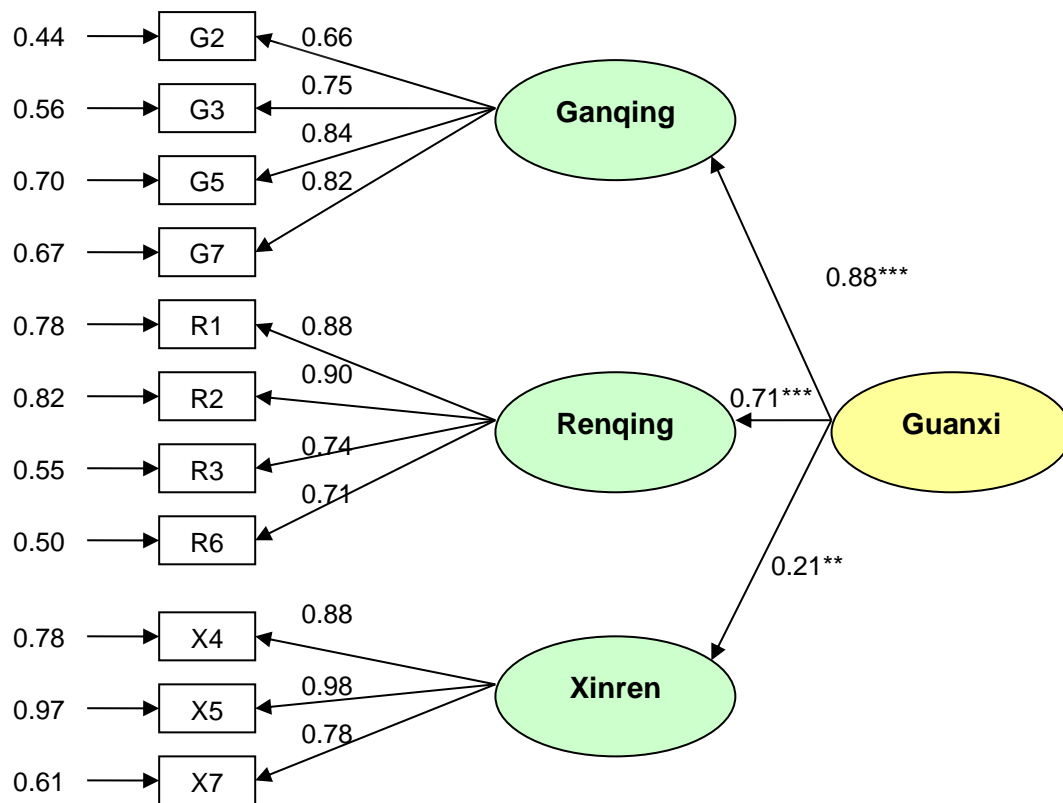 0.44 G2 0.66
0.56 G3 0.75 Ganqing
0.70 G5 0.84
0.67 G7 0.82
0.88***
0.78 R1 0.88
0.82 R2 0.90
0.71***
Renqing Guanxi
0.55 R3 0.74
0.50 R6 0.71
0.21**
0.78 X4 0.88
Xinren
0.97 X5 0.98
0.61 X7 0.78